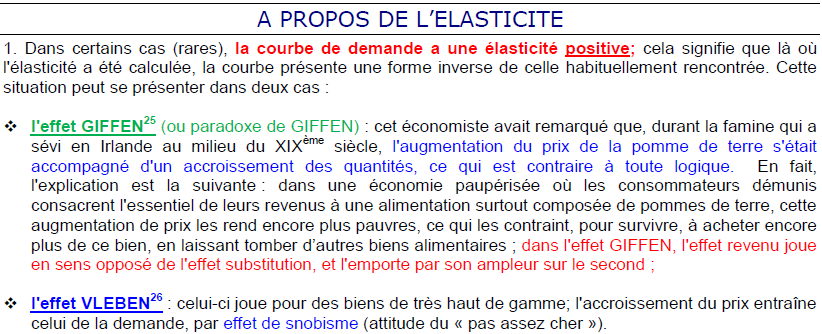 A PROPOS DE L'ELASTICITE
1. Dans certains cas (rares), la courbe de demande a une élasticité positive; cela signifie que là où
l'élasticité a été calculée, la courbe présente une forme inverse de celle habituellement rencontrée. Cette
situation peut se présenter dans deux cas :
❖ l'effet GIFFEN25 (ou paradoxe de GIFFEN) : cet économiste avait remarqué que, durant la famine qui a
sévi en Irlande au milieu du XIXème siècle, l'augmentation du prix de la pomme de terre s'était
accompagné d'un accroissement des quantités, ce qui est contraire à toute logique. En fait,
l'explication est la suivante : dans une économie paupérisée où les consommateurs démunis
consacrent l'essentiel de leurs revenus à une alimentation surtout composée de pommes de terre, cette
augmentation de prix les rend encore plus pauvres, ce qui les contraint, pour survivre, à acheter encore
plus de ce bien, en laissant tomber d'autres biens alimentaires ; dans l'effet GIFFEN, l'effet revenu joue
en sens opposé de l'effet substitution, et l'emporte par son ampleur sur le second ;
❖ l'effet VLEBEN26 : celui-ci joue pour des biens de très haut de gamme; l'accroissement du prix entraîne
celui de la demande, par effet de snobisme (attitude du « pas assez cher »).